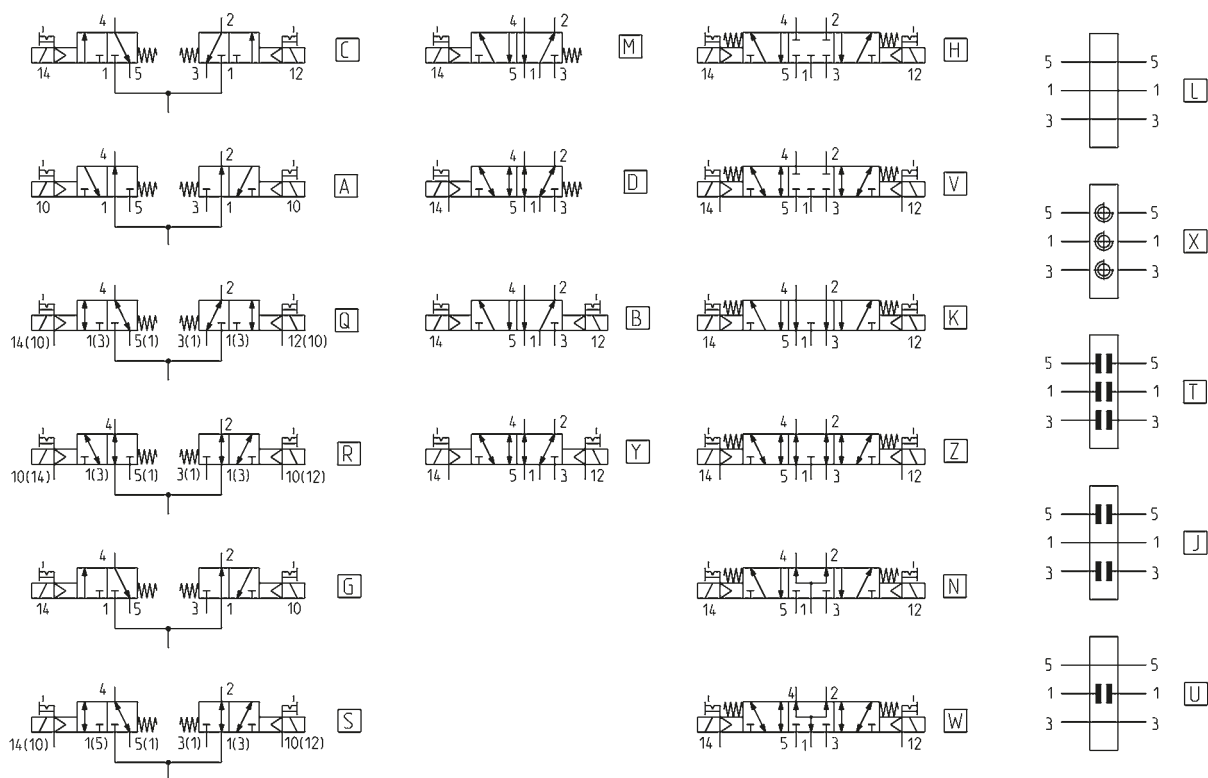 4 2 C 14 1 5 3 1 12
4 2 M 14 5 1 3
4 2 H 14 5 1 3 12
5 5
1 1 L
3 3
4 2 A 10 1 5 3 1 10
4 2 D 14 5 1 3
4 2 V 14 5 1 3 12
5 5
1 1 X
3 3
4 2 Q 14(10) 1(3) 5(1) 3(1) 1(3) 12(10)
4 2 B 14 5 1 3 12
4 2 K 14 5 1 3 12
5 5
1 1 T
3 3
4 2 R 10(14) 1(3) 5(1) 3(1) 1(3) 10(12)
4 2 Y 14 5 1 3 12
4 2 Z 14 5 1 3 12
5 5
1 1 J
3 3
4 2 G 14 1 5 3 1 10
4 2 N 14 5 1 3 12
5 5
1 1 U
3 3
4 2 S 14(10) 1(5) 5(1) 3(1) 1(3) 10(12)
4 2 W 14 5 1 3 12